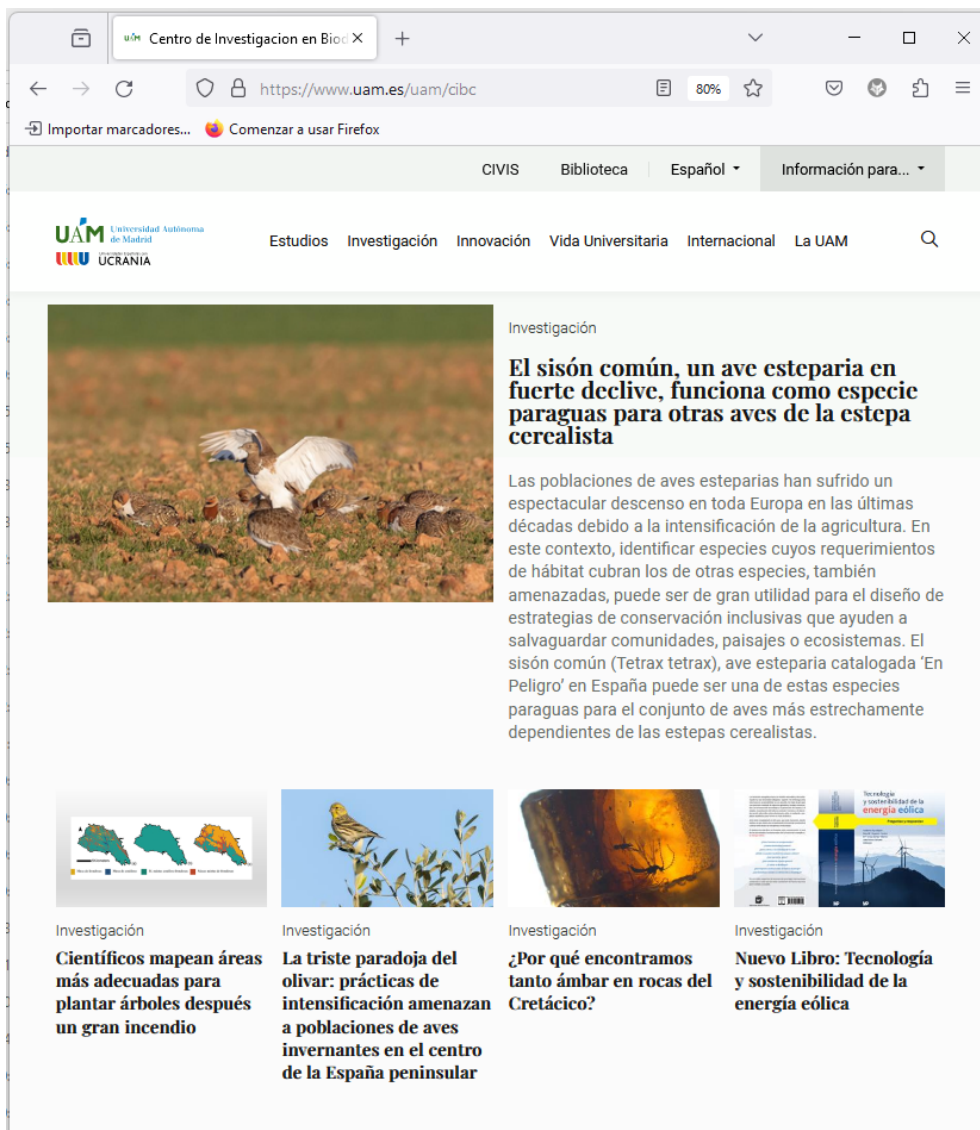 UAM Centro de Investigacion en Biod
https://www.uam.es/uam/cibc
80%
Importar marcadores...
Comenzar a usar Firefox
CIVIS
Biblioteca
Español
Información para...
UAM Universidad Autónoma
de Madrid
UCRANIA
Estudios
Investigación
Innovación
Vida Universitaria
Internacional
La UAM
Investigación
El sisón común, un ave esteparia en
fuerte declive, funciona como especie
paraguas para otras aves de la estepa
cerealista
Las poblaciones de aves esteparias han sufrido un
espectacular descenso en toda Europa en las últimas
décadas debido a la intensificación de la agricultura. En
este contexto, identificar especies cuyos requerimientos
de hábitat cubran los de otras especies, también
amenazadas, puede ser de gran utilidad para el diseño de
estrategias de conservación inclusivas que ayuden a
salvaguardar comunidades, paisajes o ecosistemas. El
sisón común (Tetrax tetrax), ave esteparia catalogada ‘En
Peligro’ en España puede ser una de estas especies
paraguas para el conjunto de aves más estrechamente
dependientes de las estepas cerealistas.
Tecnología
y sostenibilidad de la
energía eólica
Investigación
Científicos mapean áreas
más adecuadas para
plantar árboles después
un gran incendio
Investigación
La triste paradoja del
olivar: prácticas de
intensificación amenazan
a poblaciones de aves
invernantes en el centro
de la España peninsular
Investigación
¿Por qué encontramos
tanto ámbar en rocas del
Cretácico?
Investigación
Nuevo Libro: Tecnología
y sostenibilidad de la
energía eólica